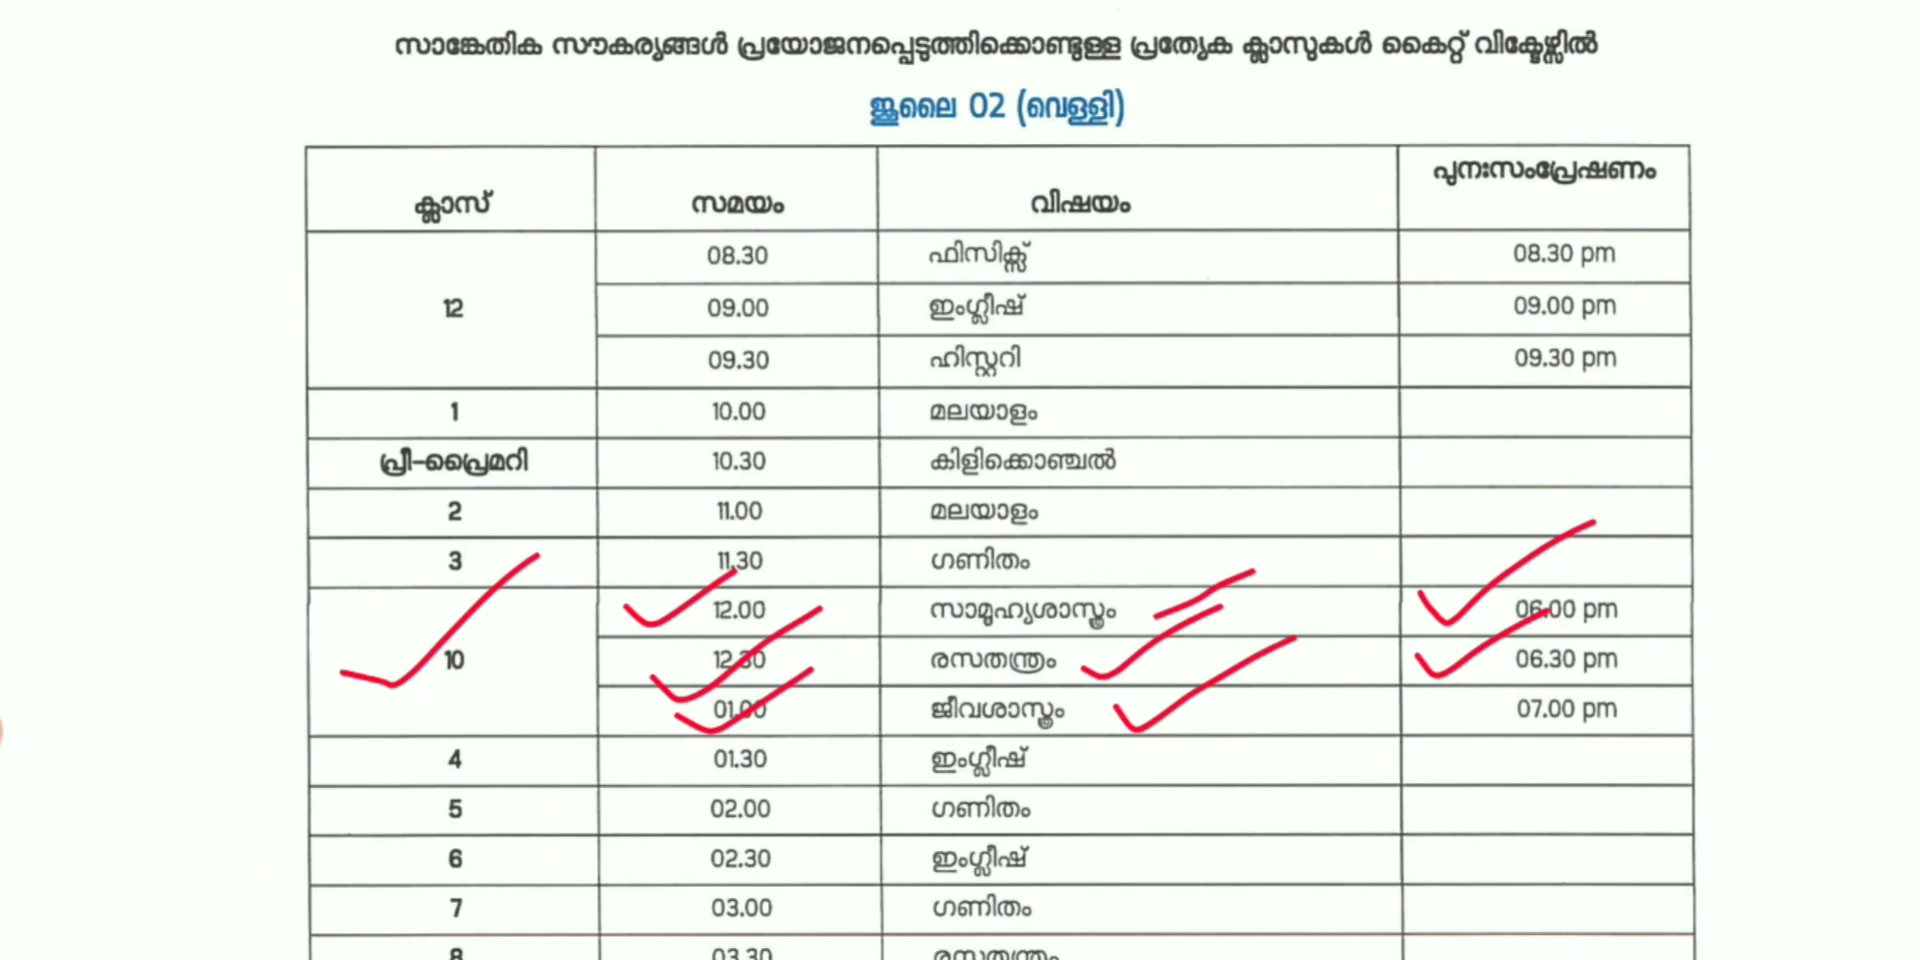 സാങ്കേതിക സൗകര്യങ്ങൾ പ്രയോജനപ്പെടുത്തിക്കൊണ്ടുള്ള പ്രത്യേക ക്ലാസുകൾ കൈറ്റ് വിക്ടേഴ്സിൽ
ജൂലൈ 02 (വെള്ളി)
ക്ലാസ് സമയം വിഷയം പുനഃസംപ്രേഷണം
08.30 ഫിസിക്സ് 08.30 pm
12 09.00 ഇംഗ്ലീഷ് 09.00 pm
09.30 ഹിസ്റ്ററി 09.30 pm
1 10.00 മലയാളം
പ്രീ-പ്രൈമറി 10.30 കിളിക്കൊഞ്ചൽ
2 11.00 മലയാളം
3 11.30 ഗണിതം
12.00 സാമൂഹ്യശാസ്ത്രം 06.00 pm
10 12.30 രസതന്ത്രം 06.30 pm
01.00 ജീവശാസ്ത്രം 07.00 pm
4 01.30 ഇംഗ്ലീഷ്
5 02.00 ഗണിതം
6 02.30 ഇംഗ്ലീഷ്
7 03.00 ഗണിതം
8 03.30 രസതന്ത്രം